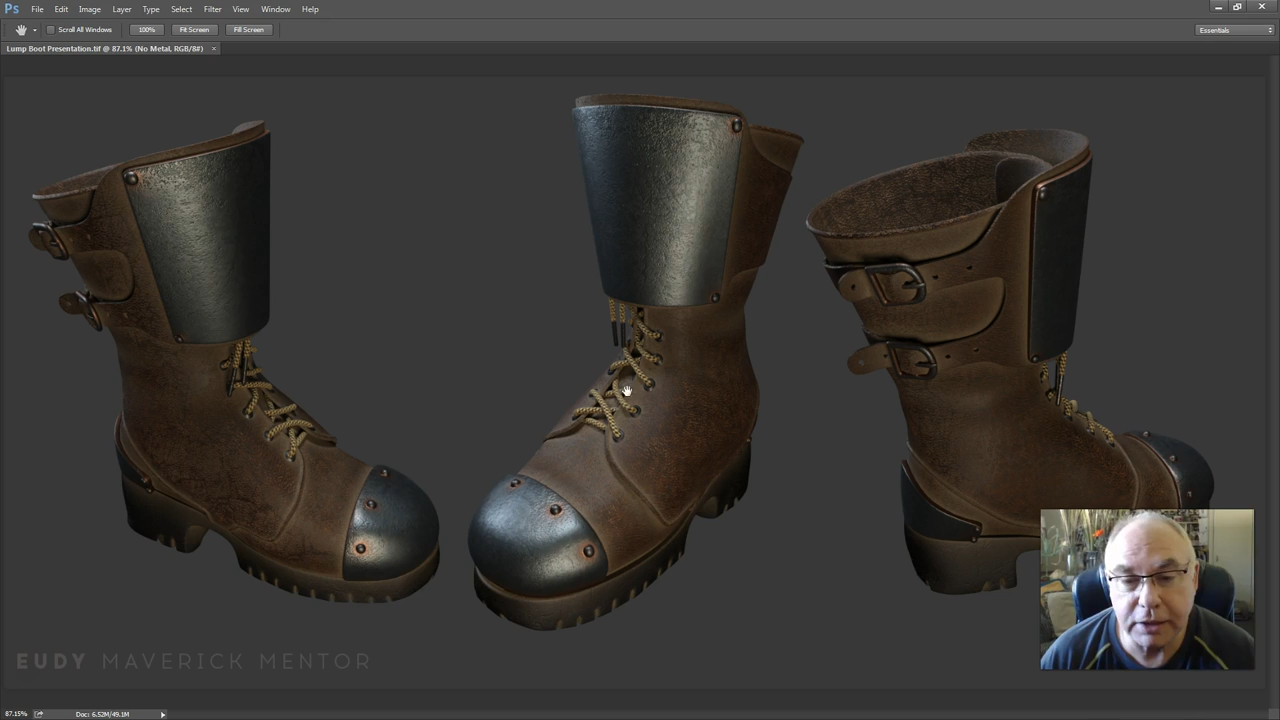 Ps File Edit Image Layer Type Select Filter View Window Help
Scroll All Windows 100% Fit Screen Fill Screen Essentials
Lump Boot Presentation.tif @ 87.1% (No Metal, RGB/8#) ×
EUDY MAVERICK MENTOR
87.15% Doc: 6.52M/49.1M